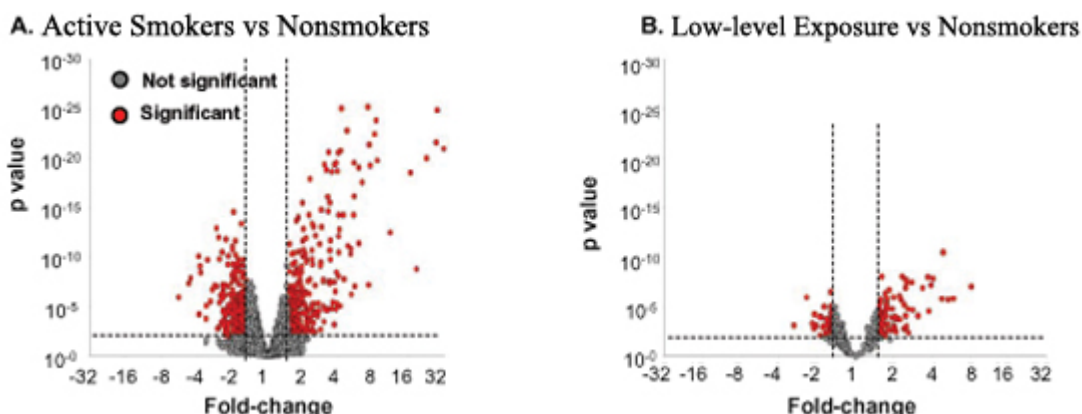 A. Active Smokers vs Nonsmokers
10-30
10-25
10-20
10-15
10-10
10-5
10-0
p value
Not significant
Significant
-32 -16 -8 -4 -2 1 2 4 8 16 32
Fold-change
B. Low-level Exposure vs Nonsmokers
10-30
10-25
10-20
10-15
10-10
10-5
10-0
p value
-32 -16 -8 -4 -2 1 2 4 8 16 32
Fold-change